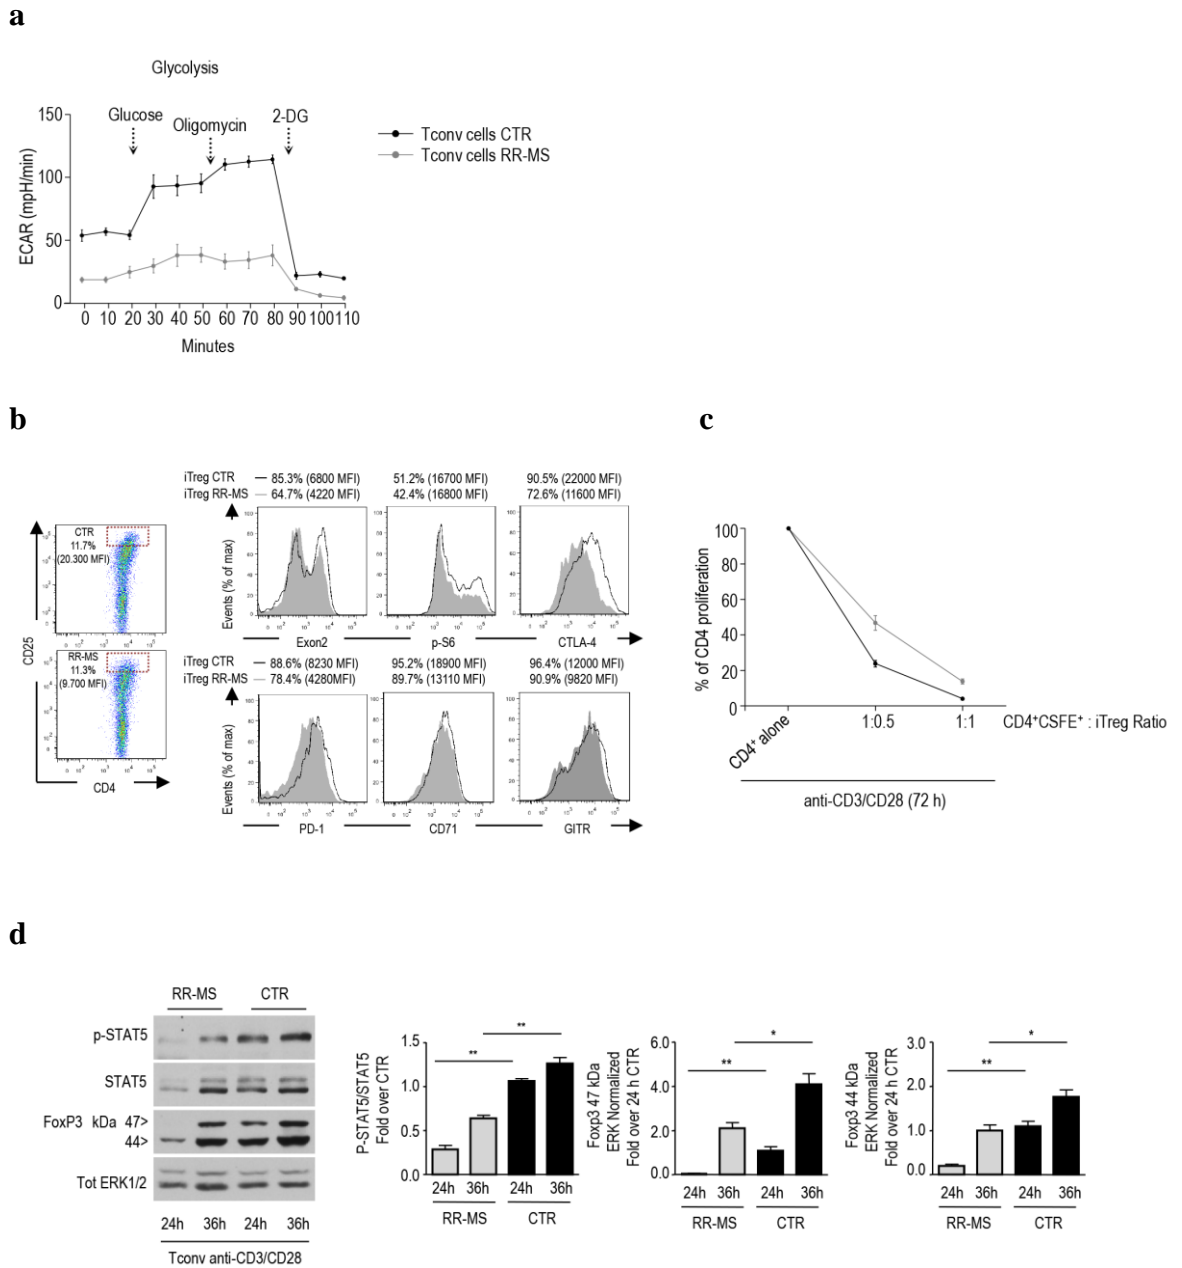 a
Glycolysis
150
100
50
0
ECAR (mpH/min)
Glucose
Oligomycin
2-DG
Tconv cells CTR
Tconv cells RR-MS
0 10 20 30 40 50 60 70 80 90 100 110
Minutes
b
CTR
11.7%
(20.300 MFI)
RR-MS
11.3%
(9.700 MFI)
CD25
CD4
iTreg CTR 85.3% (6800 MFI) 51.2% (16700 MFI) 90.5% (22000 MFI)
iTreg RR-MS 64.7% (4220 MFI) 42.4% (16800 MFI) 72.6% (11600 MFI)
Events (% of max)
Exon2 p-S6 CTLA-4
iTreg CTR 88.6% (8230 MFI) 95.2% (18900 MFI) 96.4% (12000 MFI)
iTreg RR-MS 78.4% (4280MFI) 89.7% (13110 MFI) 90.9% (9820 MFI)
Events (% of max)
PD-1 CD71 GITR
c
% of CD4 proliferation
100
80
60
40
20
0
CD4⁺ alone 1:0.5 1:1 CD4⁺CSFE⁺ : iTreg Ratio
anti-CD3/CD28 (72 h)
d
RR-MS CTR
p-STAT5
STAT5
FoxP3 kDa 47>
44>
Tot ERK1/2
24h 36h 24h 36h
Tconv anti-CD3/CD28
P-STAT5/STAT5
Fold over CTR
1.5
1.0
0.5
0.0
**
**
24h 36h 24h 36h
RR-MS CTR
Foxp3 47 kDa
ERK Normalized
Fold over 24 h CTR
6.0
4.0
2.0
0.0
**
*
24h 36h 24h 36h
RR-MS CTR
Foxp3 44 kDa
ERK Normalized
Fold over 24 h CTR
3.0
2.0
1.0
0.0
**
*
24h 36h 24h 36h
RR-MS CTR